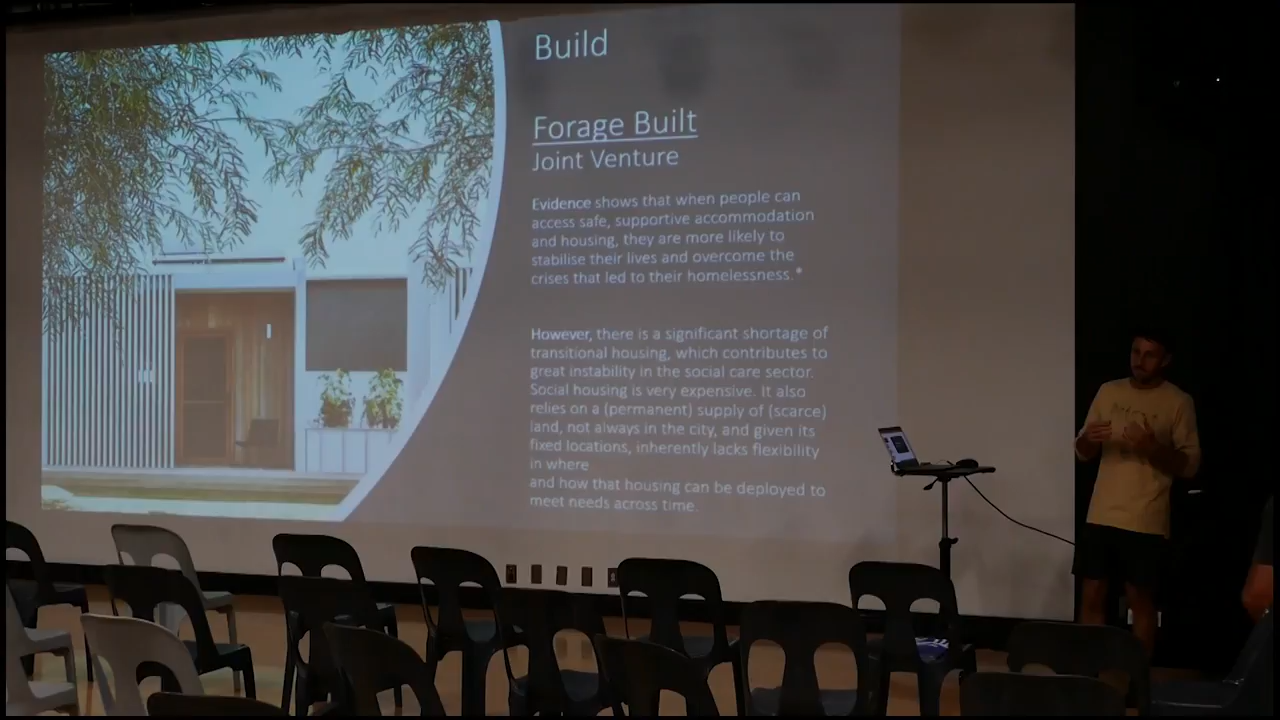 Build
Forage Built
Joint Venture
Evidence shows that when people can
access safe, supportive accommodation
and housing, they are more likely to
stabilise their lives and overcome the
crises that led to their homelessness.*
However, there is a significant shortage of
transitional housing, which contributes to
great instability in the social care sector.
Social housing is very expensive. It also
relies on a (permanent) supply of (scarce)
land, not always in the city, and given its
fixed locations, inherently lacks flexibility
in where
and how that housing can be deployed to
meet needs across time.